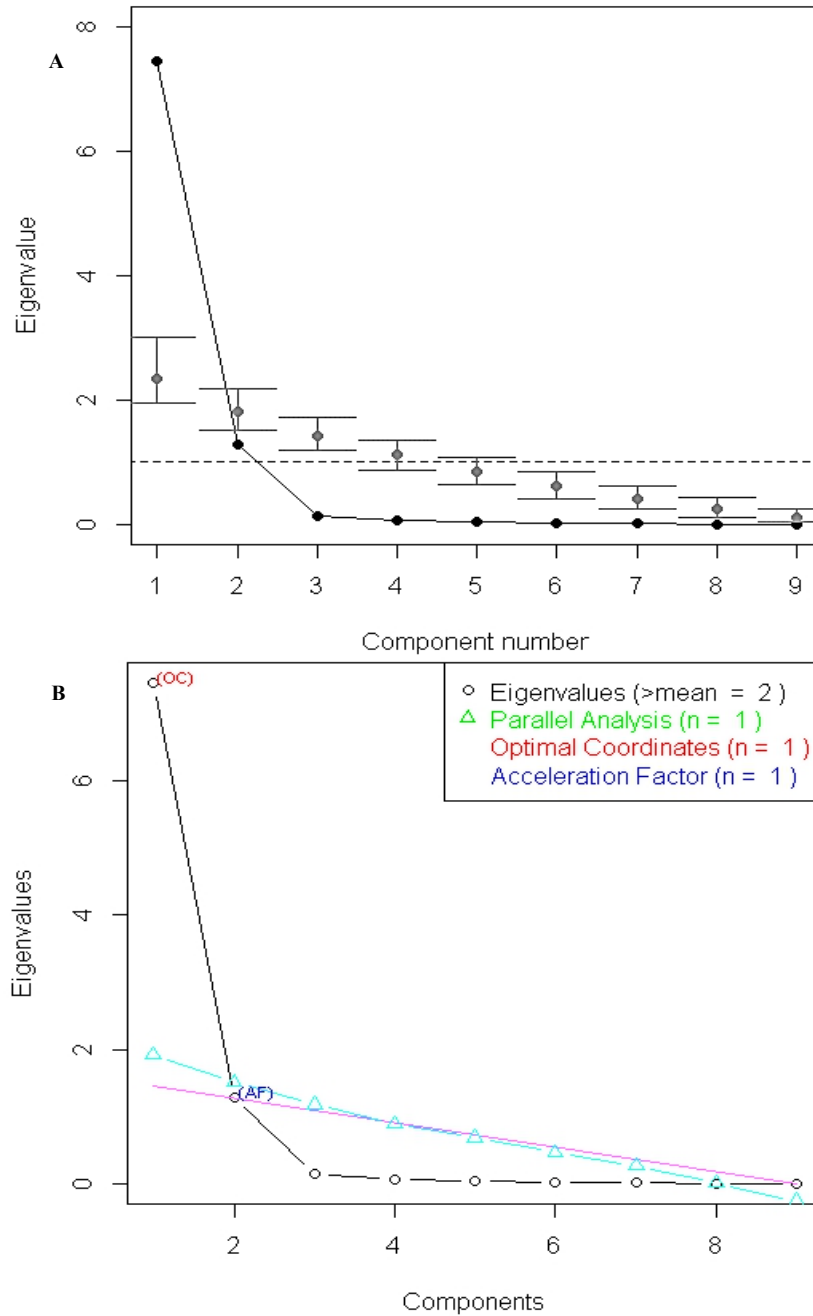 A
Eigenvalue
8
6
4
2
0
1 2 3 4 5 6 7 8 9
Component number
B
Eigenvalues
6
4
2
0
(OC)
(AF)
Eigenvalues (>mean = 2 )
Parallel Analysis (n = 1 )
Optimal Coordinates (n = 1 )
Acceleration Factor (n = 1 )
2 4 6 8
Components